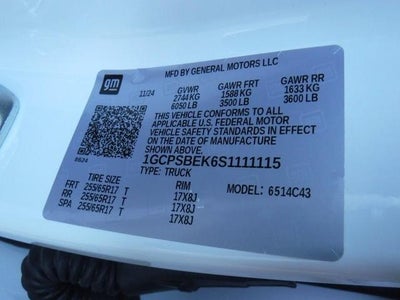 MFD BY GENERAL MOTORS LLC
gm
11/24 GVWR GAWR FRT GAWR RR
2744 KG 1588 KG 1633 KG
6050 LB 3500 LB 3600 LB
THIS VEHICLE CONFORMS TO ALL
APPLICABLE U.S. FEDERAL MOTOR
VEHICLE SAFETY STANDARDS IN EFFECT
ON THE DATE OF MANUFACTURE
SHOWN ABOVE.
1GCPSBEK6S1111115
TYPE: TRUCK
TIRE SIZE RIM MODEL: 6514C43
FRT 255/65R17 T 17X8J
RR 255/65R17 T 17X8J
SPA 255/65R17 T 17X8J